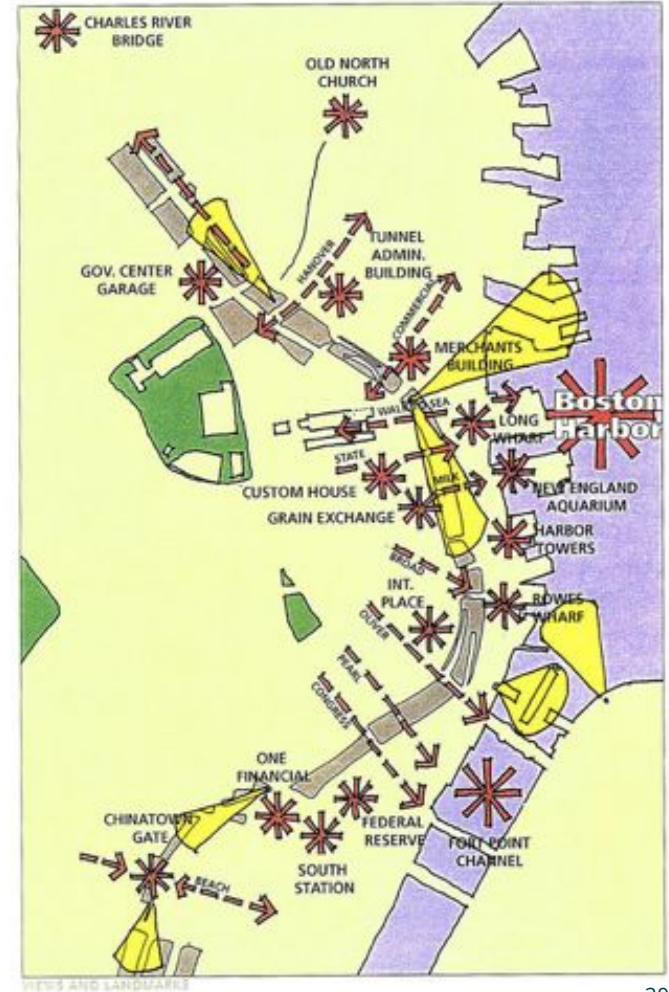 CHARLES RIVER
BRIDGE
OLD NORTH
CHURCH
HANOVER
TUNNEL
ADMIN.
BUILDING
GOV. CENTER
GARAGE
COMMERCIAL
MERCHANTS
BUILDING
Boston
Harbor
LONG
WHARF
STATE
CUSTOM HOUSE
MILK
NEW ENGLAND
AQUARIUM
GRAIN EXCHANGE
HARBOR
TOWERS
BROAD
INT.
PLACE
ROWES
WHARF
OLIVER
PEARL
CONGRESS
ONE
FINANCIAL
CHINATOWN
GATE
FEDERAL
RESERVE
FORT POINT
CHANNEL
SOUTH
STATION
BEACH
VIEWS AND LANDMARKS